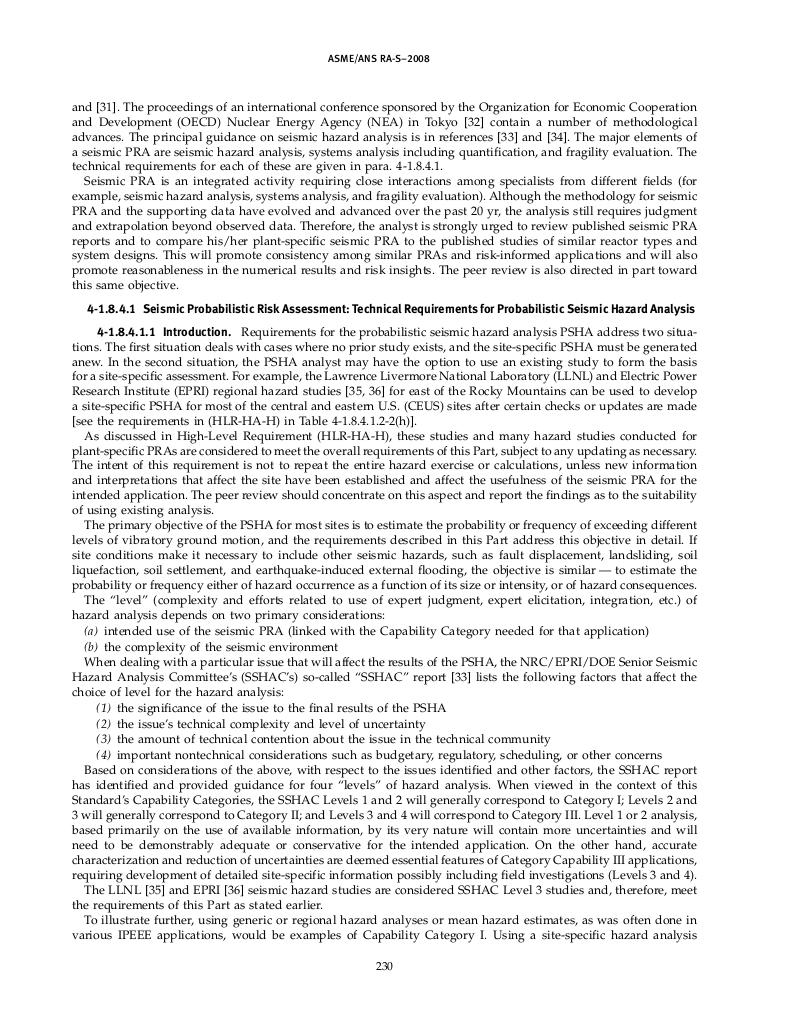 ASME/ANS RA-S–2008
and [31]. The proceedings of an international conference sponsored by the Organization for Economic Cooperation
and Development (OECD) Nuclear Energy Agency (NEA) in Tokyo [32] contain a number of methodological
advances. The principal guidance on seismic hazard analysis is in references [33] and [34]. The major elements of
a seismic PRA are seismic hazard analysis, systems analysis including quantification, and fragility evaluation. The
technical requirements for each of these are given in para. 4-1.8.4.1.
Seismic PRA is an integrated activity requiring close interactions among specialists from different fields (for
example, seismic hazard analysis, systems analysis, and fragility evaluation). Although the methodology for seismic
PRA and the supporting data have evolved and advanced over the past 20 yr, the analysis still requires judgment
and extrapolation beyond observed data. Therefore, the analyst is strongly urged to review published seismic PRA
reports and to compare his/her plant-specific seismic PRA to the published studies of similar reactor types and
system designs. This will promote consistency among similar PRAs and risk-informed applications and will also
promote reasonableness in the numerical results and risk insights. The peer review is also directed in part toward
this same objective.
4-1.8.4.1 Seismic Probabilistic Risk Assessment: Technical Requirements for Probabilistic Seismic Hazard Analysis
4-1.8.4.1.1 Introduction. Requirements for the probabilistic seismic hazard analysis PSHA address two situa-
tions. The first situation deals with cases where no prior study exists, and the site-specific PSHA must be generated
anew. In the second situation, the PSHA analyst may have the option to use an existing study to form the basis
for a site-specific assessment. For example, the Lawrence Livermore National Laboratory (LLNL) and Electric Power
Research Institute (EPRI) regional hazard studies [35, 36] for east of the Rocky Mountains can be used to develop
a site-specific PSHA for most of the central and eastern U.S. (CEUS) sites after certain checks or updates are made
[see the requirements in (HLR-HA-H) in Table 4-1.8.4.1.2-2(h)].
As discussed in High-Level Requirement (HLR-HA-H), these studies and many hazard studies conducted for
plant-specific PRAs are considered to meet the overall requirements of this Part, subject to any updating as necessary.
The intent of this requirement is not to repeat the entire hazard exercise or calculations, unless new information
and interpretations that affect the site have been established and affect the usefulness of the seismic PRA for the
intended application. The peer review should concentrate on this aspect and report the findings as to the suitability
of using existing analysis.
The primary objective of the PSHA for most sites is to estimate the probability or frequency of exceeding different
levels of vibratory ground motion, and the requirements described in this Part address this objective in detail. If
site conditions make it necessary to include other seismic hazards, such as fault displacement, landsliding, soil
liquefaction, soil settlement, and earthquake-induced external flooding, the objective is similar — to estimate the
probability or frequency either of hazard occurrence as a function of its size or intensity, or of hazard consequences.
The “level” (complexity and efforts related to use of expert judgment, expert elicitation, integration, etc.) of
hazard analysis depends on two primary considerations:
(a) intended use of the seismic PRA (linked with the Capability Category needed for that application)
(b) the complexity of the seismic environment
When dealing with a particular issue that will affect the results of the PSHA, the NRC/EPRI/DOE Senior Seismic
Hazard Analysis Committee’s (SSHAC’s) so-called “SSHAC” report [33] lists the following factors that affect the
choice of level for the hazard analysis:
(1) the significance of the issue to the final results of the PSHA
(2) the issue’s technical complexity and level of uncertainty
(3) the amount of technical contention about the issue in the technical community
(4) important nontechnical considerations such as budgetary, regulatory, scheduling, or other concerns
Based on considerations of the above, with respect to the issues identified and other factors, the SSHAC report
has identified and provided guidance for four “levels” of hazard analysis. When viewed in the context of this
Standard’s Capability Categories, the SSHAC Levels 1 and 2 will generally correspond to Category I; Levels 2 and
3 will generally correspond to Category II; and Levels 3 and 4 will correspond to Category III. Level 1 or 2 analysis,
based primarily on the use of available information, by its very nature will contain more uncertainties and will
need to be demonstrably adequate or conservative for the intended application. On the other hand, accurate
characterization and reduction of uncertainties are deemed essential features of Category Capability III applications,
requiring development of detailed site-specific information possibly including field investigations (Levels 3 and 4).
The LLNL [35] and EPRI [36] seismic hazard studies are considered SSHAC Level 3 studies and, therefore, meet
the requirements of this Part as stated earlier.
To illustrate further, using generic or regional hazard analyses or mean hazard estimates, as was often done in
various IPEEE applications, would be examples of Capability Category I. Using a site-specific hazard analysis
230